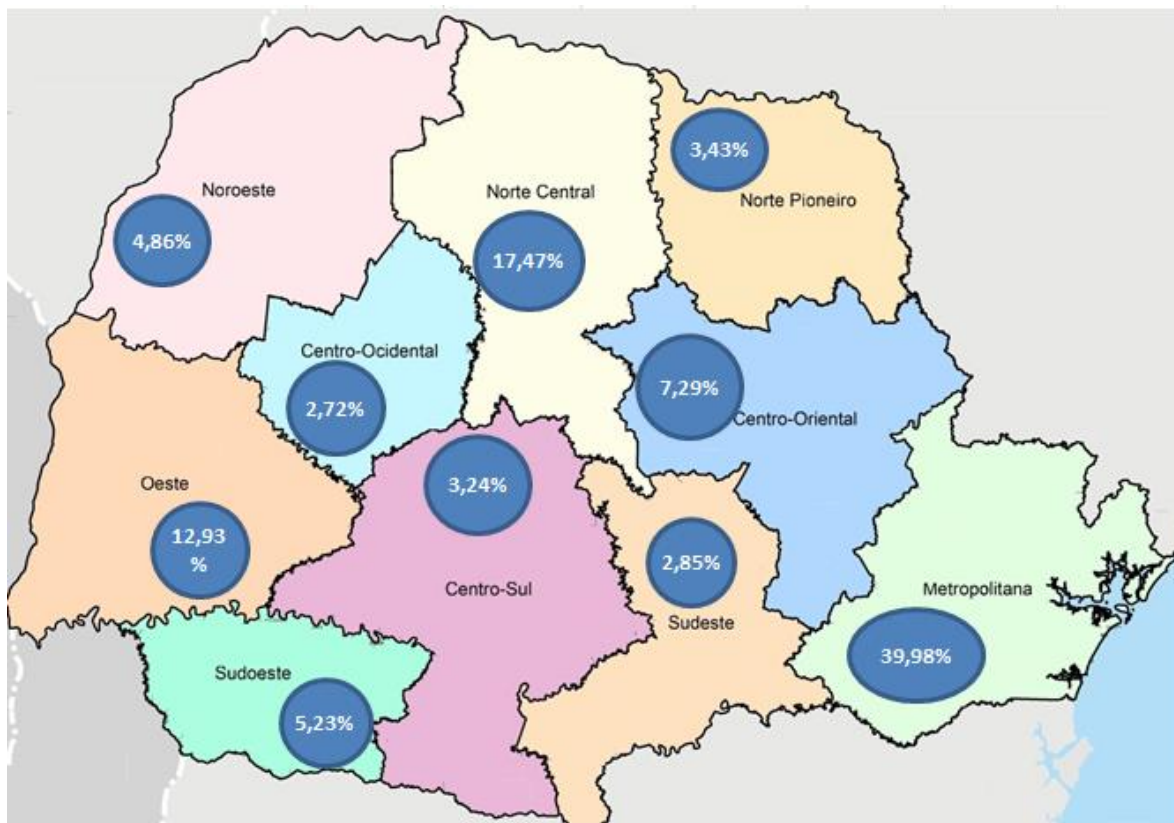 3,43%
Noroeste
Norte Central
Norte Pioneiro
4,86%
17,47%
Centro-Ocidental
7,29%
2,72%
Centro-Oriental
Oeste
3,24%
12,93
%
2,85%
Centro-Sul
Metropolitana
Sudeste
39,98%
Sudoeste
5,23%